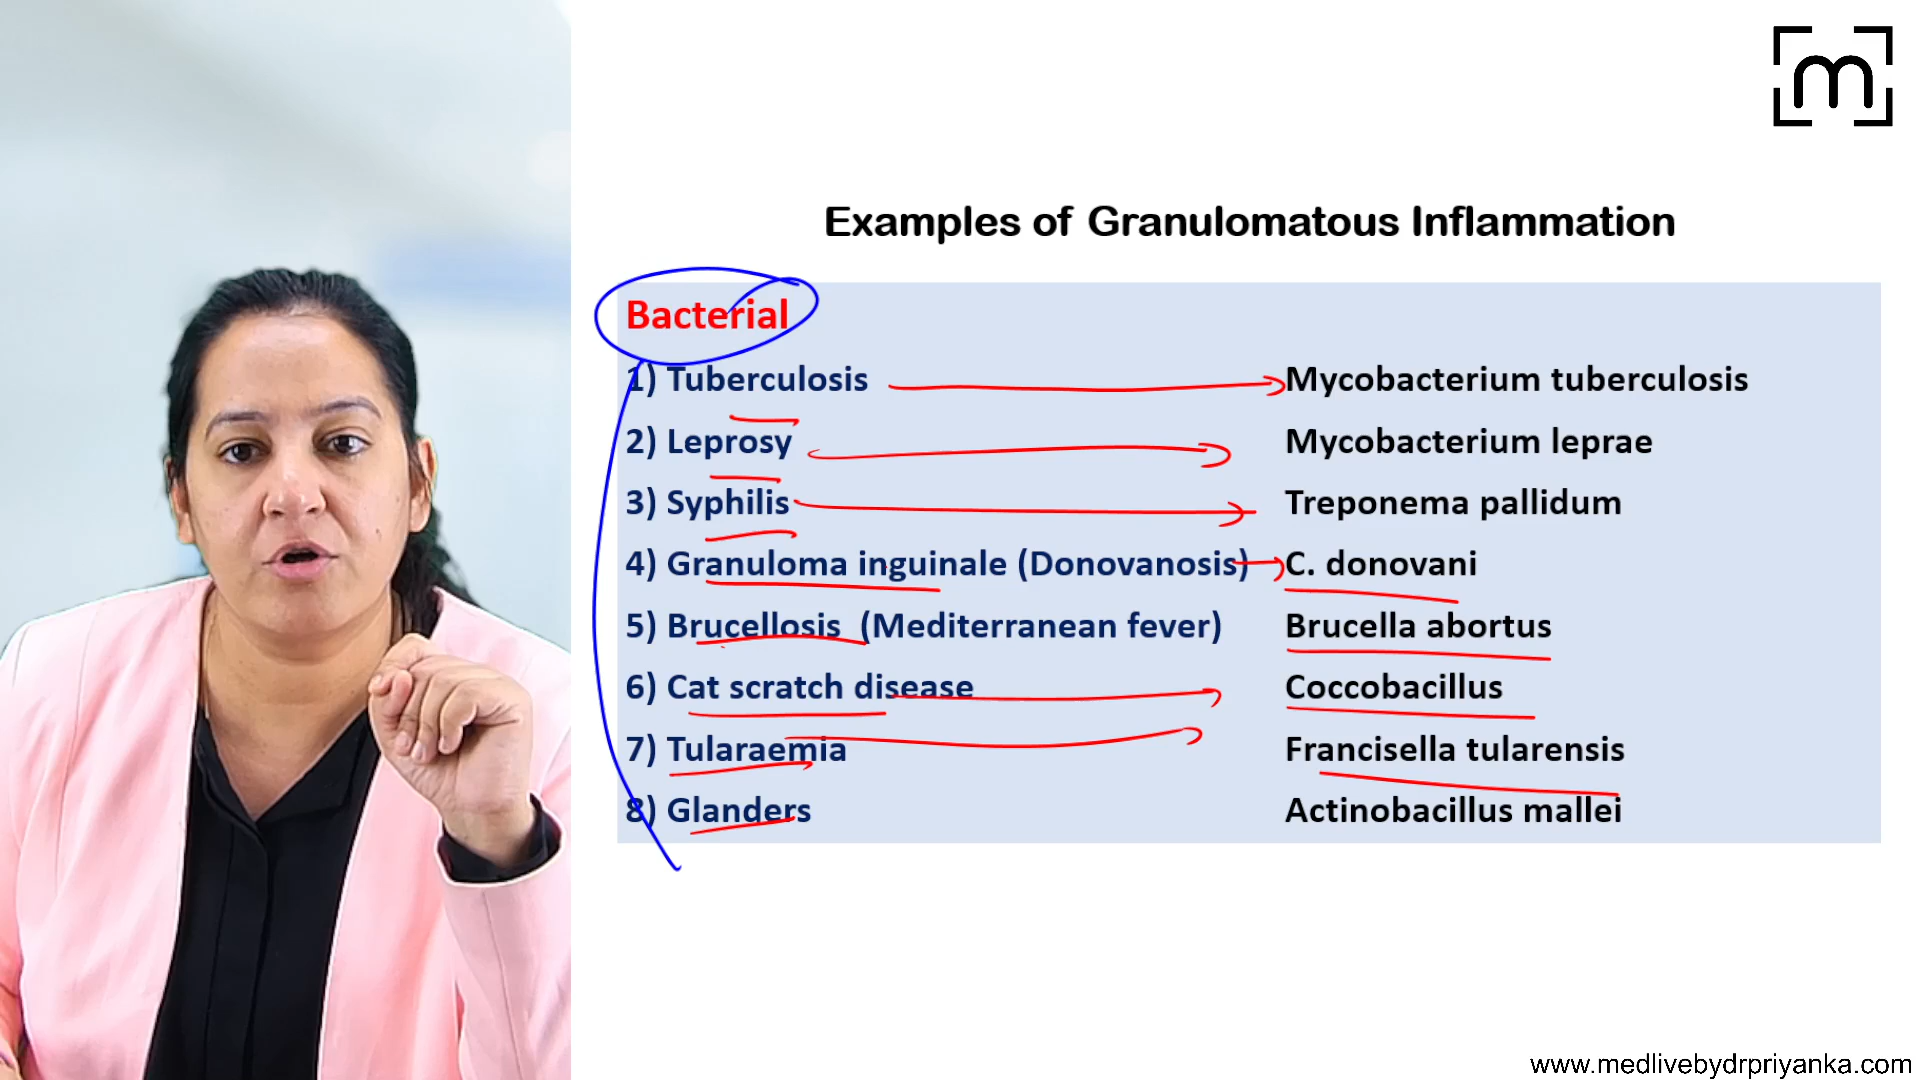 m
Examples of Granulomatous Inflammation
Bacterial
1) Tuberculosis Mycobacterium tuberculosis
2) Leprosy Mycobacterium leprae
3) Syphilis Treponema pallidum
4) Granuloma inguinale (Donovanosis) C. donovani
5) Brucellosis (Mediterranean fever) Brucella abortus
6) Cat scratch disease Coccobacillus
7) Tularaemia Francisella tularensis
8) Glanders Actinobacillus mallei
www.medlivebydrpriyanka.com